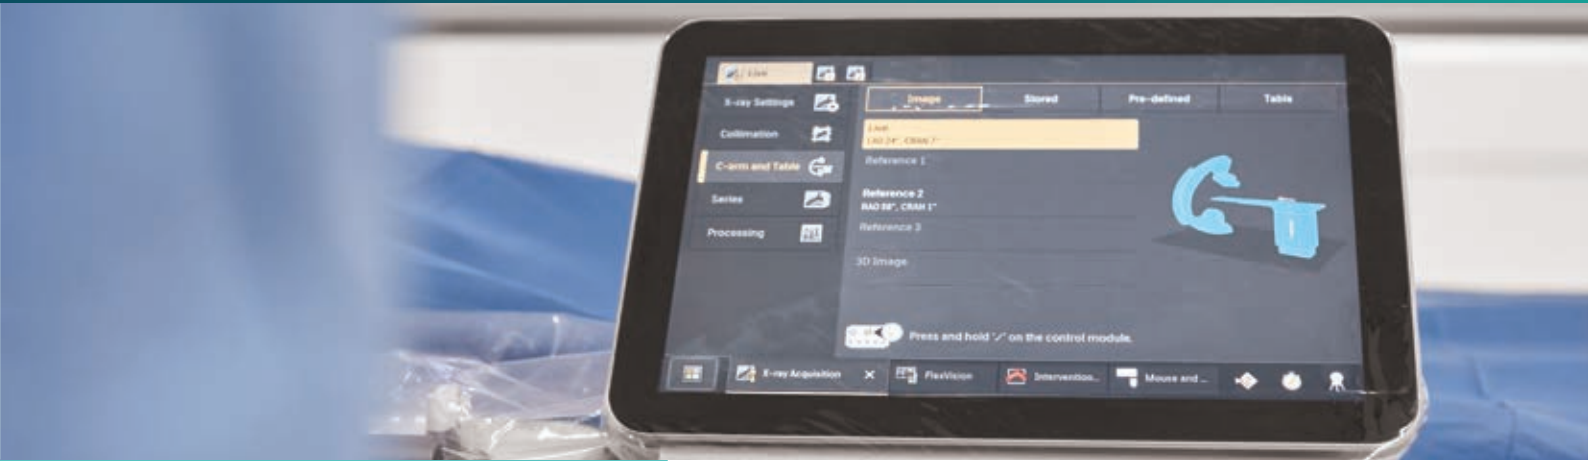 Live
X-ray Settings
Collimation
C-arm and Table
Series
Processing
Image
Stored
Pre-defined
Table
Live
Reference 1
Reference 2
RAO 98°, CRAN 1°
Reference 3
3D Image
Press and hold '✓' on the control module.
X-ray Acquisition
FlexVision
Intervention...
Mouse and ...